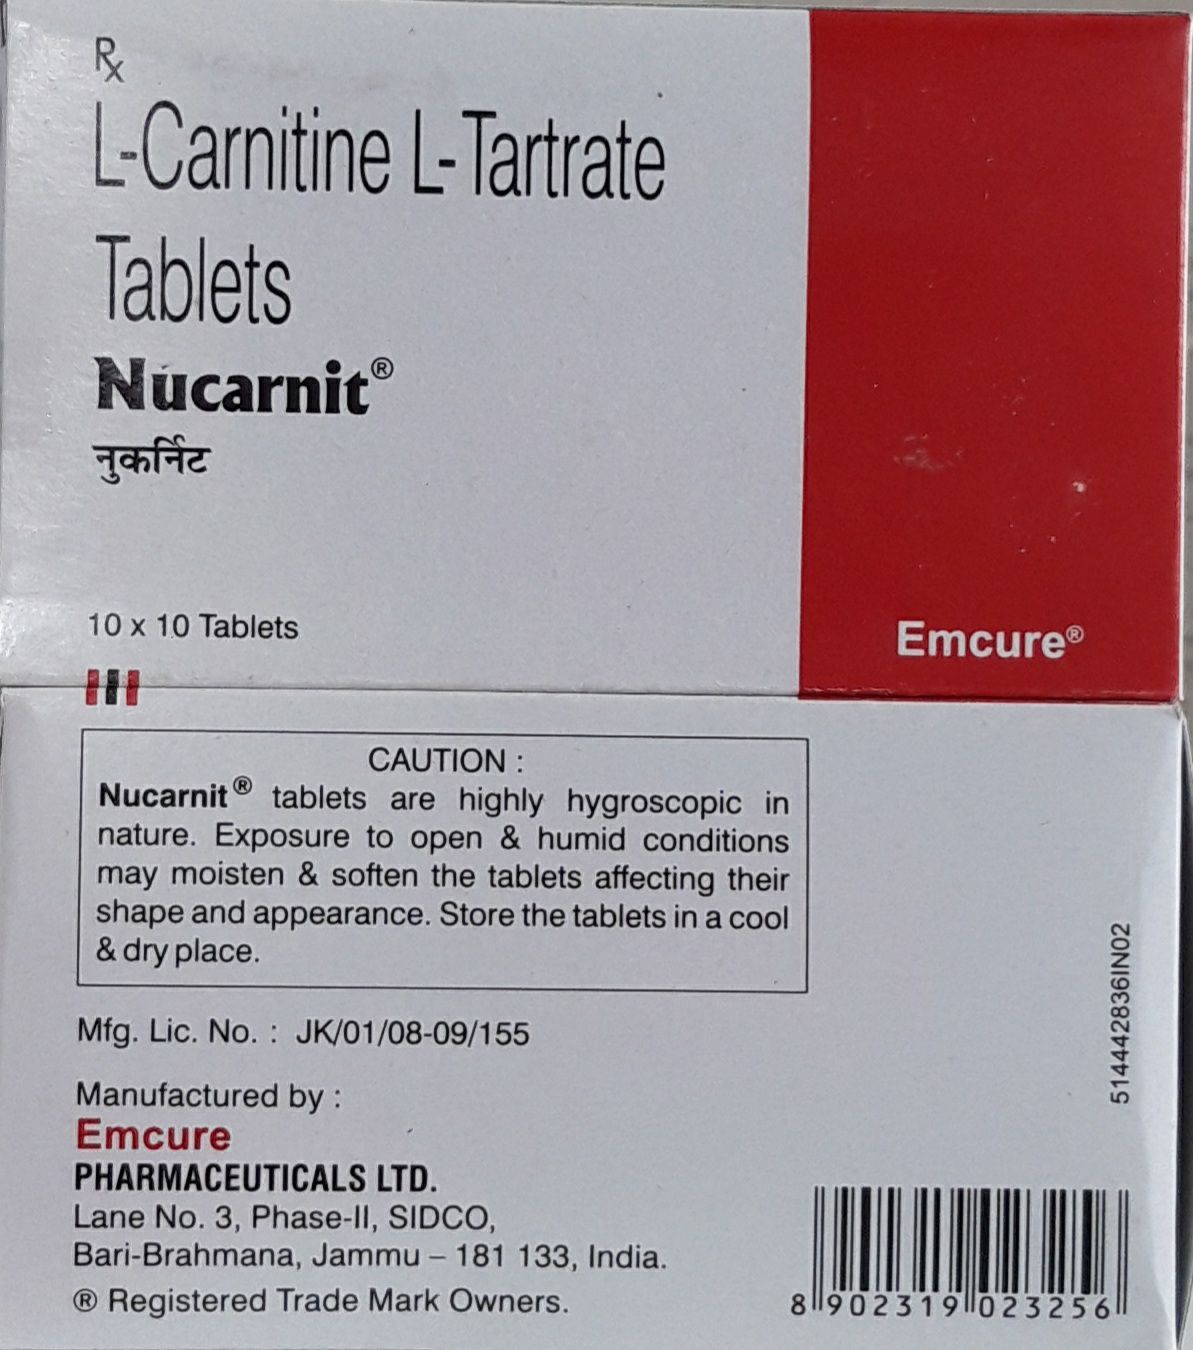 Rx
L-Carnitine L-Tartrate
Tablets
Nucarnit®
नुकर्निट
10 x 10 Tablets
Emcure®
CAUTION :
Nucarnit® tablets are highly hygroscopic in
nature. Exposure to open & humid conditions
may moisten & soften the tablets affecting their
shape and appearance. Store the tablets in a cool
& dry place.
Mfg. Lic. No. : JK/01/08-09/155
Manufactured by :
Emcure
PHARMACEUTICALS LTD.
Lane No. 3, Phase-II, SIDCO,
Bari-Brahmana, Jammu – 181 133, India.
® Registered Trade Mark Owners.
514442836IN02
8 902319 023256